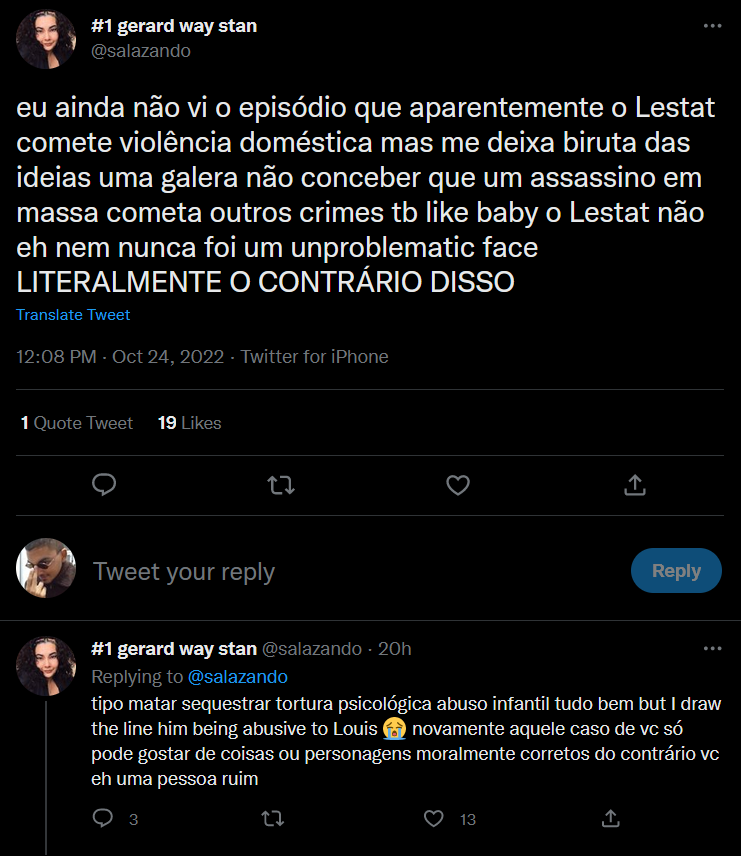 #1 gerard way stan
@salazando
eu ainda não vi o episódio que aparentemente o Lestat
comete violência doméstica mas me deixa biruta das
ideias uma galera não conceber que um assassino em
massa cometa outros crimes tb like baby o Lestat não
eh nem nunca foi um unproblematic face
LITERALMENTE O CONTRÁRIO DISSO
Translate Tweet
12:08 PM · Oct 24, 2022 · Twitter for iPhone
1 Quote Tweet 19 Likes
Tweet your reply
Reply
#1 gerard way stan @salazando · 20h
Replying to @salazando
tipo matar sequestrar tortura psicológica abuso infantil tudo bem but I draw
the line him being abusive to Louis 😭 novamente aquele caso de vc só
pode gostar de coisas ou personagens moralmente corretos do contrário vc
eh uma pessoa ruim
3 13